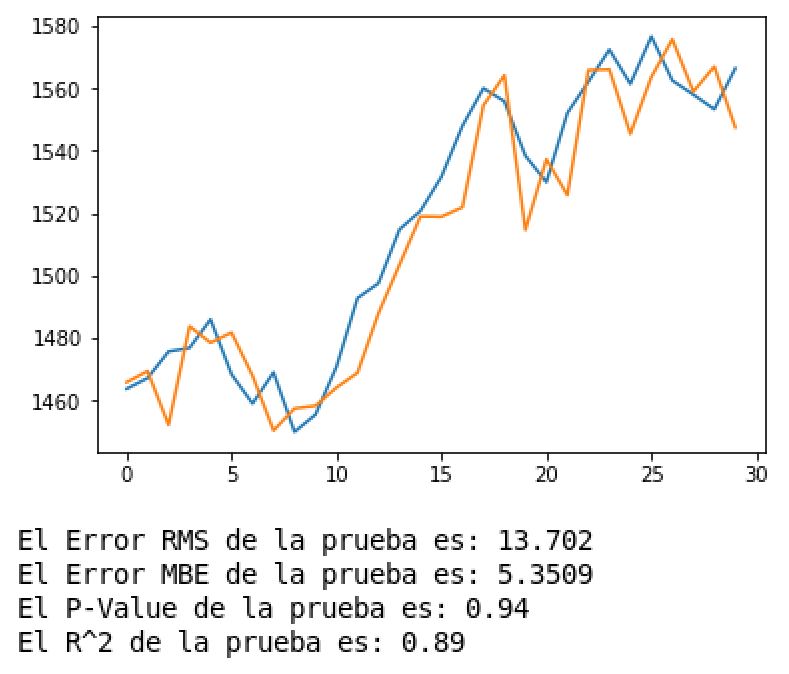 1580
1560
1540
1520
1500
1480
1460
0 5 10 15 20 25 30
El Error RMS de la prueba es: 13.702
El Error MBE de la prueba es: 5.3509
El P-Value de la prueba es: 0.94
El R^2 de la prueba es: 0.89